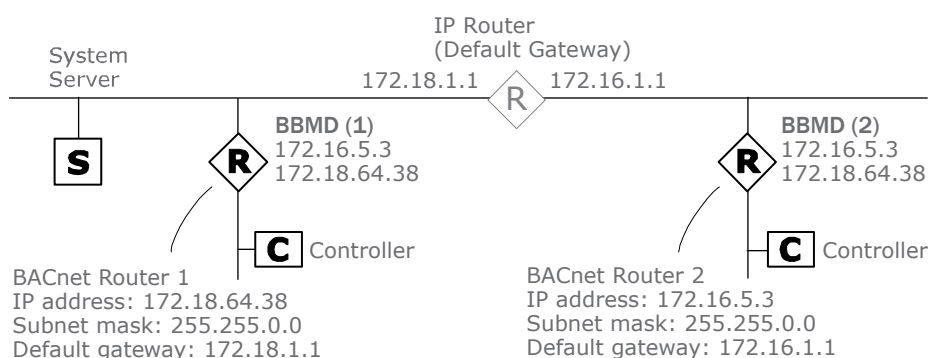 IP Router
(Default Gateway)
System
Server
172.18.1.1
172.16.1.1
R
BBMD (1)
172.16.5.3
172.18.64.38
BBMD (2)
172.16.5.3
172.18.64.38
S
R
R
C
Controller
C
Controller
BACnet Router 1
IP address: 172.18.64.38
Subnet mask: 255.255.0.0
Default gateway: 172.18.1.1
BACnet Router 2
IP address: 172.16.5.3
Subnet mask: 255.255.0.0
Default gateway: 172.16.1.1